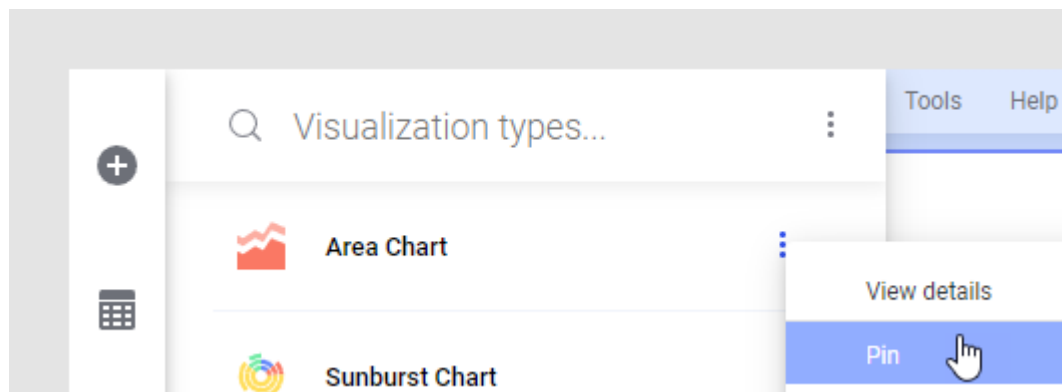 Tools Help
Visualization types...
Area Chart
View details
Pin
Sunburst Chart